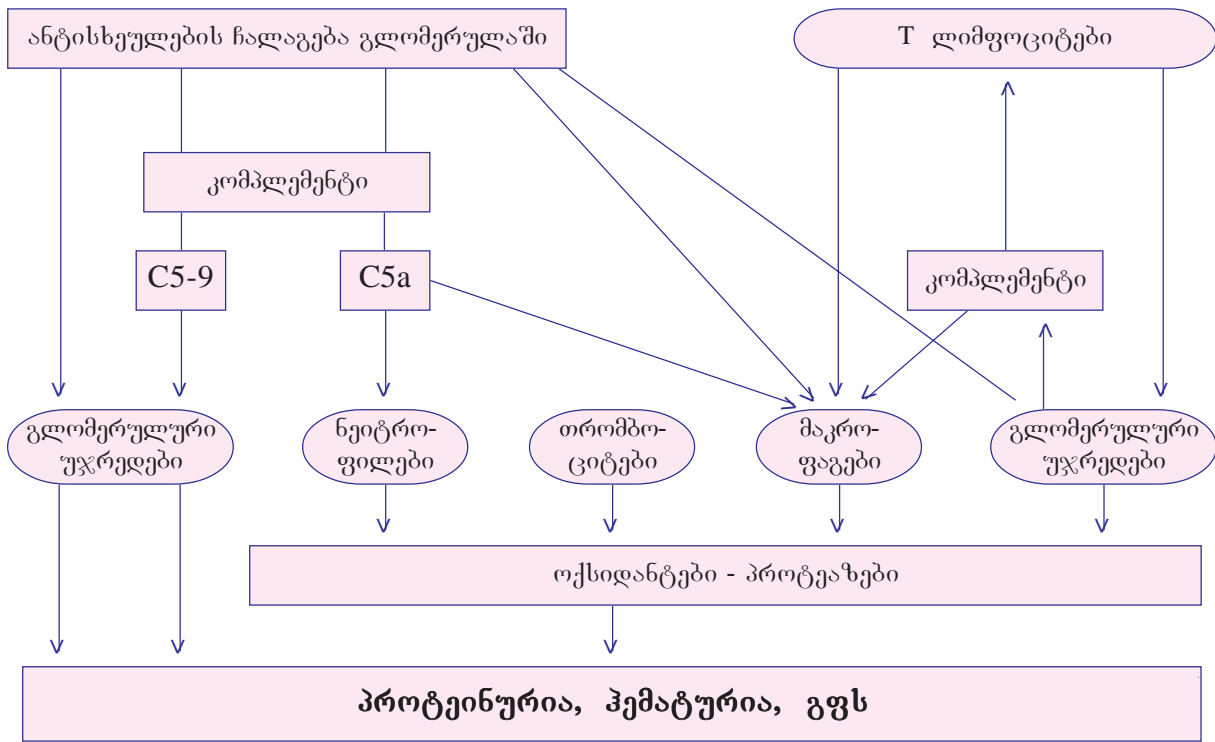 ანტისხეულების ჩალაგება გლომერულაში
T ლიმფოციტები
კომპლემენტი
C5-9
C5a
კომპლემენტი
გლომერულური
უჯრედები
ნეიტრო-
ფილები
თრომბო-
ციტები
მაკრო-
ფაგები
გლომერულური
უჯრედები
ოქსიდანტები - პროტეაზები
პროტეინურია, ჰემატურია, გფს